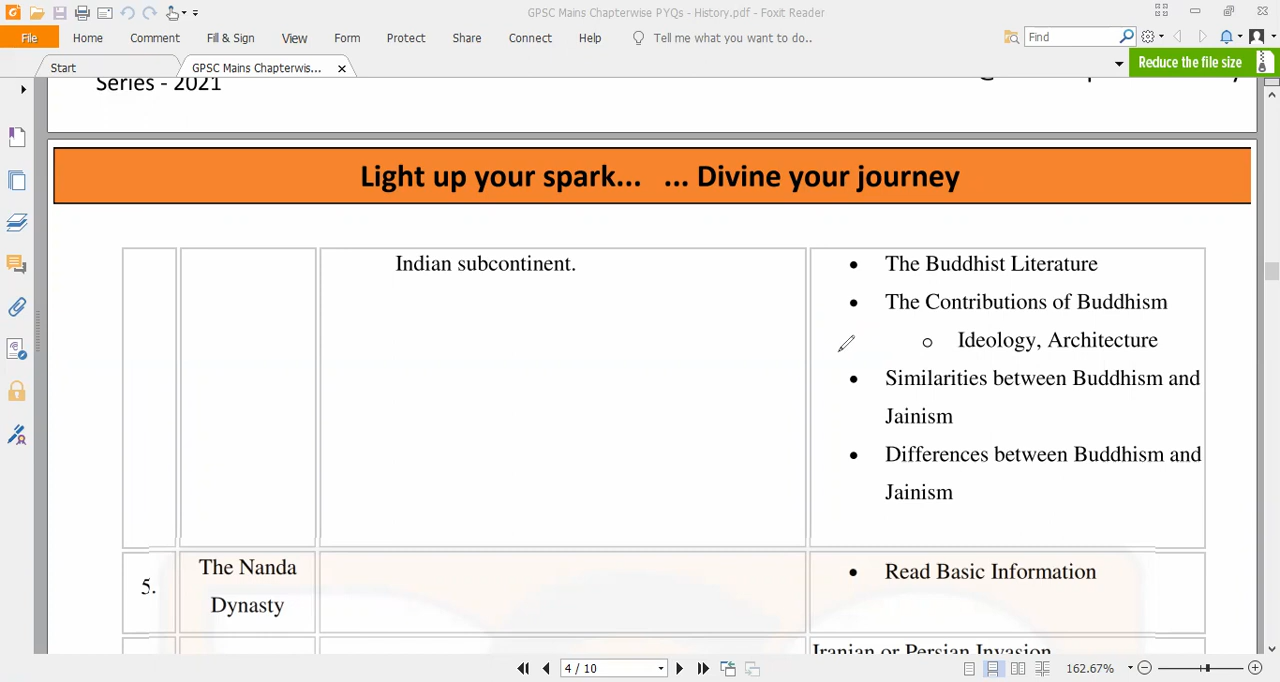 GPSC Mains Chapterwise PYQs - History.pdf - Foxit Reader
File Home Comment Fill & Sign View Form Protect Share Connect Help Tell me what you want to do.. Find
Start GPSC Mains Chapterwis... Reduce the file size
Series - 2021
Light up your spark... ... Divine your journey
Indian subcontinent.
The Buddhist Literature
The Contributions of Buddhism
Ideology, Architecture
Similarities between Buddhism and
Jainism
Differences between Buddhism and
Jainism
5.
The Nanda
Dynasty
Read Basic Information
Iranian or Persian Invasion
4 / 10 162.67%